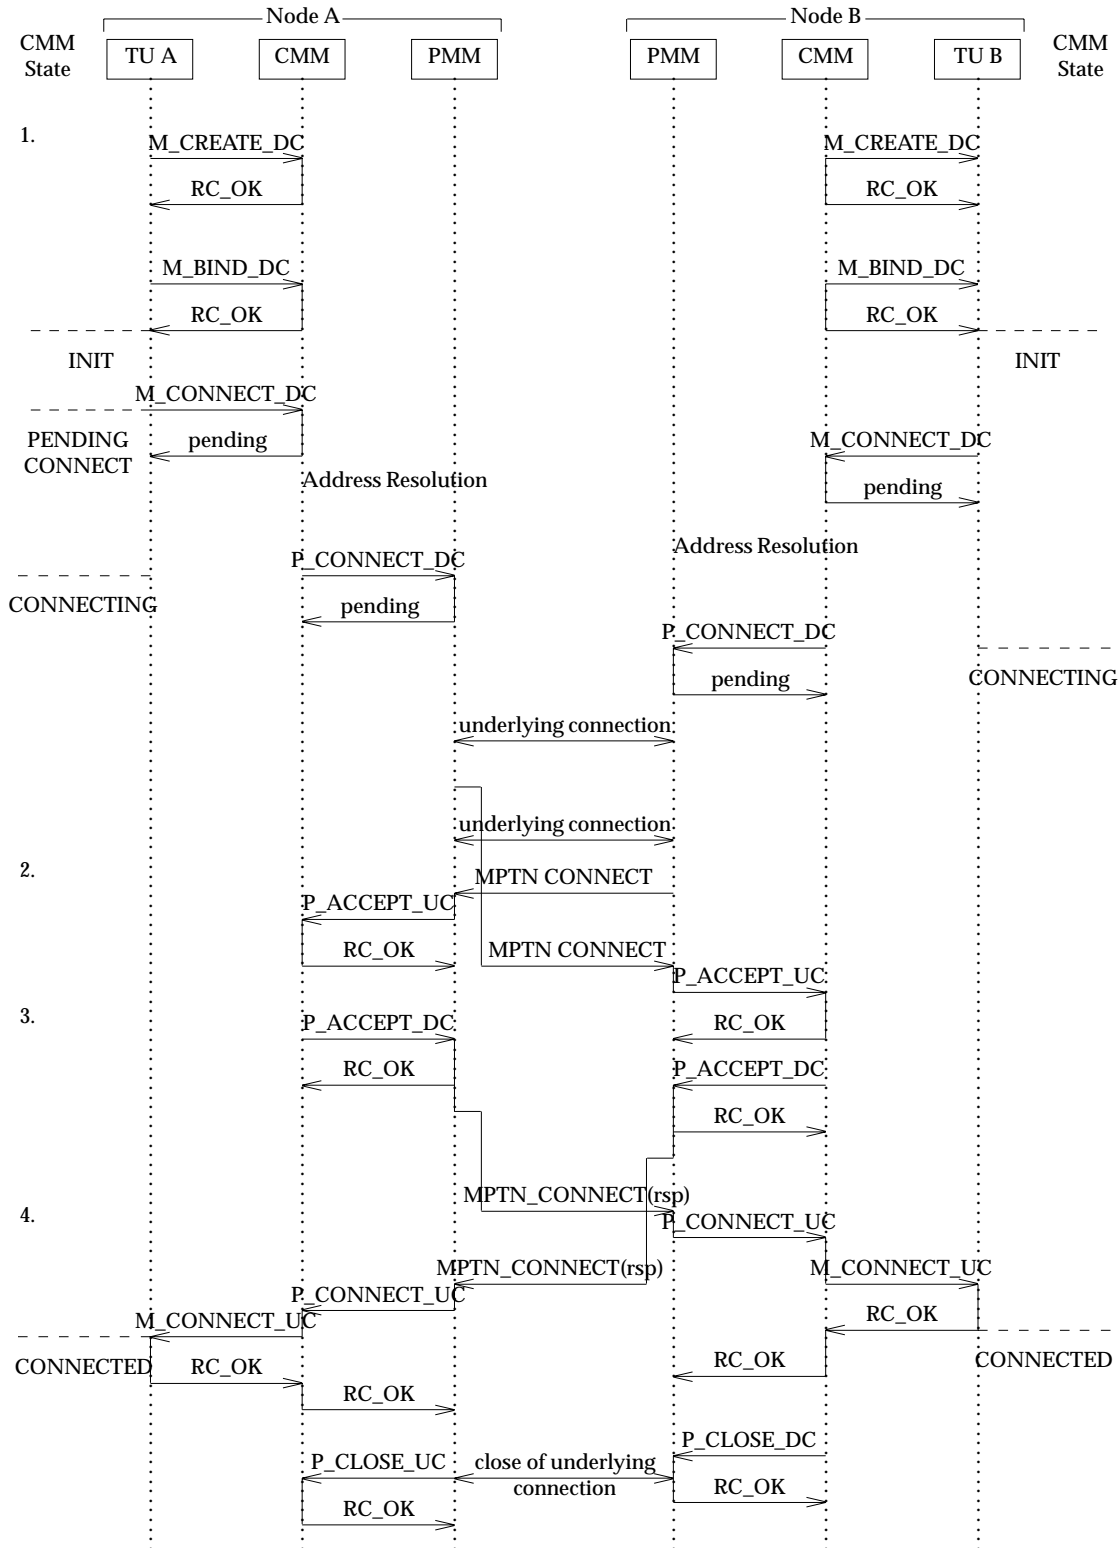 Node A
Node B
CMM
State
TU A
CMM
PMM
PMM
CMM
TU B
CMM
State
1.
M_CREATE_DC
M_CREATE_DC
RC_OK
RC_OK
M_BIND_DC
M_BIND_DC
RC_OK
RC_OK
INIT
INIT
M_CONNECT_DC
PENDING
CONNECT
pending
M_CONNECT_DC
Address Resolution
pending
Address Resolution
P_CONNECT_DC
CONNECTING
pending
P_CONNECT_DC
pending
CONNECTING
underlying connection
underlying connection
2.
MPTN CONNECT
P_ACCEPT_UC
RC_OK
MPTN CONNECT
P_ACCEPT_UC
3.
P_ACCEPT_DC
RC_OK
RC_OK
P_ACCEPT_DC
RC_OK
MPTN_CONNECT(rsp)
4.
P_CONNECT_UC
MPTN_CONNECT(rsp)
M_CONNECT_UC
P_CONNECT_UC
M_CONNECT_UC
RC_OK
CONNECTED
RC_OK
RC_OK
CONNECTED
RC_OK
P_CLOSE_DC
P_CLOSE_UC
close of underlying
connection
RC_OK
RC_OK